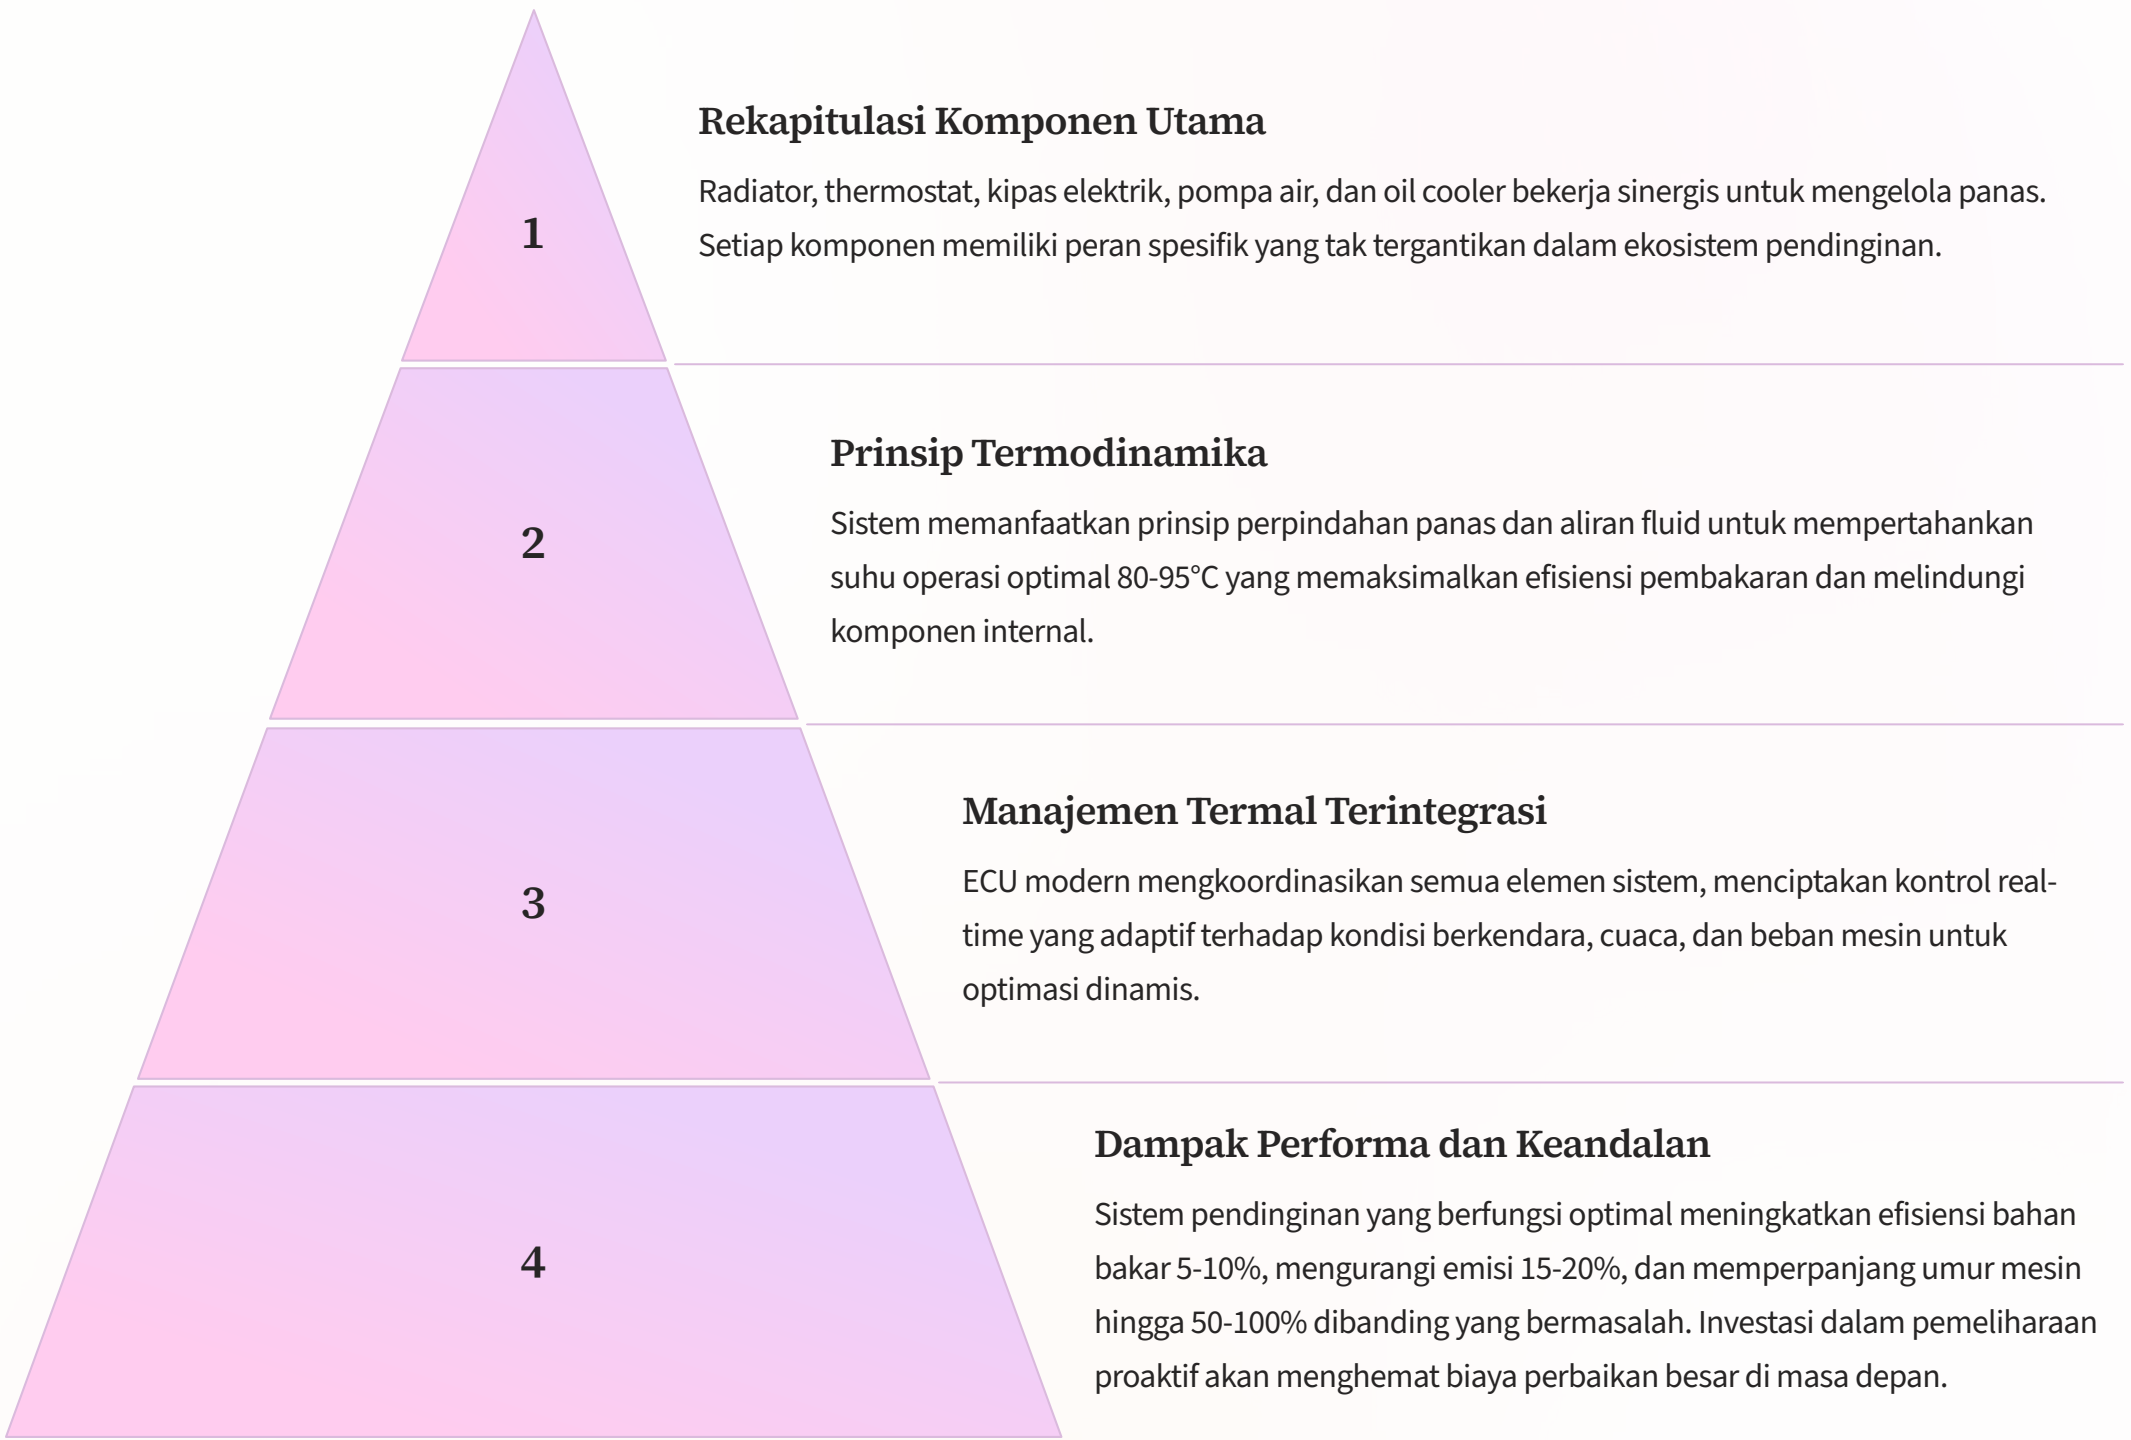 1
Rekapitulasi Komponen Utama
Radiator, thermostat, kipas elektrik, pompa air, dan oil cooler bekerja sinergis untuk mengelola panas.
Setiap komponen memiliki peran spesifik yang tak tergantikan dalam ekosistem pendinginan.
2
Prinsip Termodinamika
Sistem memanfaatkan prinsip perpindahan panas dan aliran fluid untuk mempertahankan
suhu operasi optimal 80-95°C yang memaksimalkan efisiensi pembakaran dan melindungi
komponen internal.
3
Manajemen Termal Terintegrasi
ECU modern mengkoordinasikan semua elemen sistem, menciptakan kontrol real-
time yang adaptif terhadap kondisi berkendara, cuaca, dan beban mesin untuk
optimasi dinamis.
4
Dampak Performa dan Keandalan
Sistem pendinginan yang berfungsi optimal meningkatkan efisiensi bahan
bakar 5-10%, mengurangi emisi 15-20%, dan memperpanjang umur mesin
hingga 50-100% dibanding yang bermasalah. Investasi dalam pemeliharaan
proaktif akan menghemat biaya perbaikan besar di masa depan.